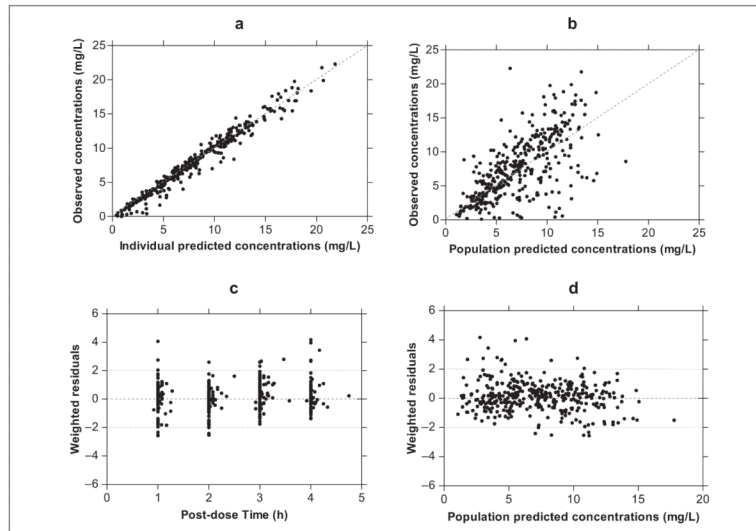 a
25
20
15
10
5
0
Observed concentrations (mg/L)
0 5 10 15 20 25
Individual predicted concentrations (mg/L)
b
25
20
15
10
5
0
Observed concentrations (mg/L)
0 5 10 15 20 25
Population predicted concentrations (mg/L)
c
6
4
2
0
–2
–4
–6
Weighted residuals
0 1 2 3 4 5
Post-dose Time (h)
d
6
4
2
0
–2
–4
–6
Weighted residuals
0 5 10 15 20
Population predicted concentrations (mg/L)